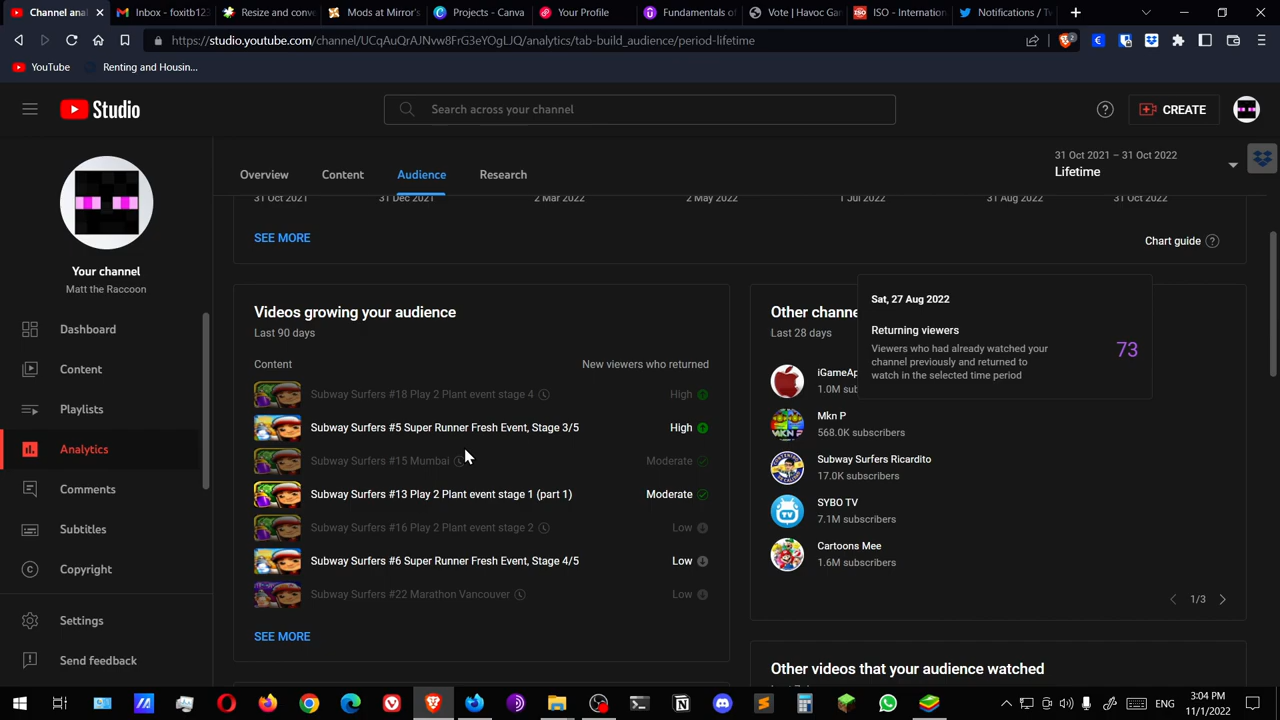 Channel anal
Inbox - foxitb123
Resize and conve
Mods at Mirror's
Projects - Canva
Your Profile
Fundamentals of
Vote | Havoc Gan
ISO - Internation
Notifications / Tw
https://studio.youtube.com/channel/UCqAuQrAJNvw8FrG3eYOgLJQ/analytics/tab-build_audience/period-lifetime
2
YouTube
Renting and Housin...
Studio
Search across your channel
CREATE
Your channel
Matt the Raccoon
Dashboard
Content
Playlists
Analytics
Comments
Subtitles
Copyright
Settings
Send feedback
Overview
Content
Audience
Research
31 Oct 2021 – 31 Oct 2022
Lifetime
31 Oct 2021
31 Dec 2021
2 Mar 2022
2 May 2022
1 Jul 2022
31 Aug 2022
31 Oct 2022
SEE MORE
Chart guide
Videos growing your audience
Last 90 days
Content
New viewers who returned
Subway Surfers #18 Play 2 Plant event stage 4
High
Subway Surfers #5 Super Runner Fresh Event, Stage 3/5
High
Subway Surfers #15 Mumbai
Moderate
Subway Surfers #13 Play 2 Plant event stage 1 (part 1)
Moderate
Subway Surfers #16 Play 2 Plant event stage 2
Low
Subway Surfers #6 Super Runner Fresh Event, Stage 4/5
Low
Subway Surfers #22 Marathon Vancouver
Low
SEE MORE
Other channe
Last 28 days
Sat, 27 Aug 2022
Returning viewers
Viewers who had already watched your
channel previously and returned to
watch in the selected time period
73
iGameAp
1.0M sub
Mkn P
568.0K subscribers
Subway Surfers Ricardito
17.0K subscribers
SYBO TV
7.1M subscribers
Cartoons Mee
1.6M subscribers
1/3
Other videos that your audience watched
ENG
3:04 PM
11/1/2022